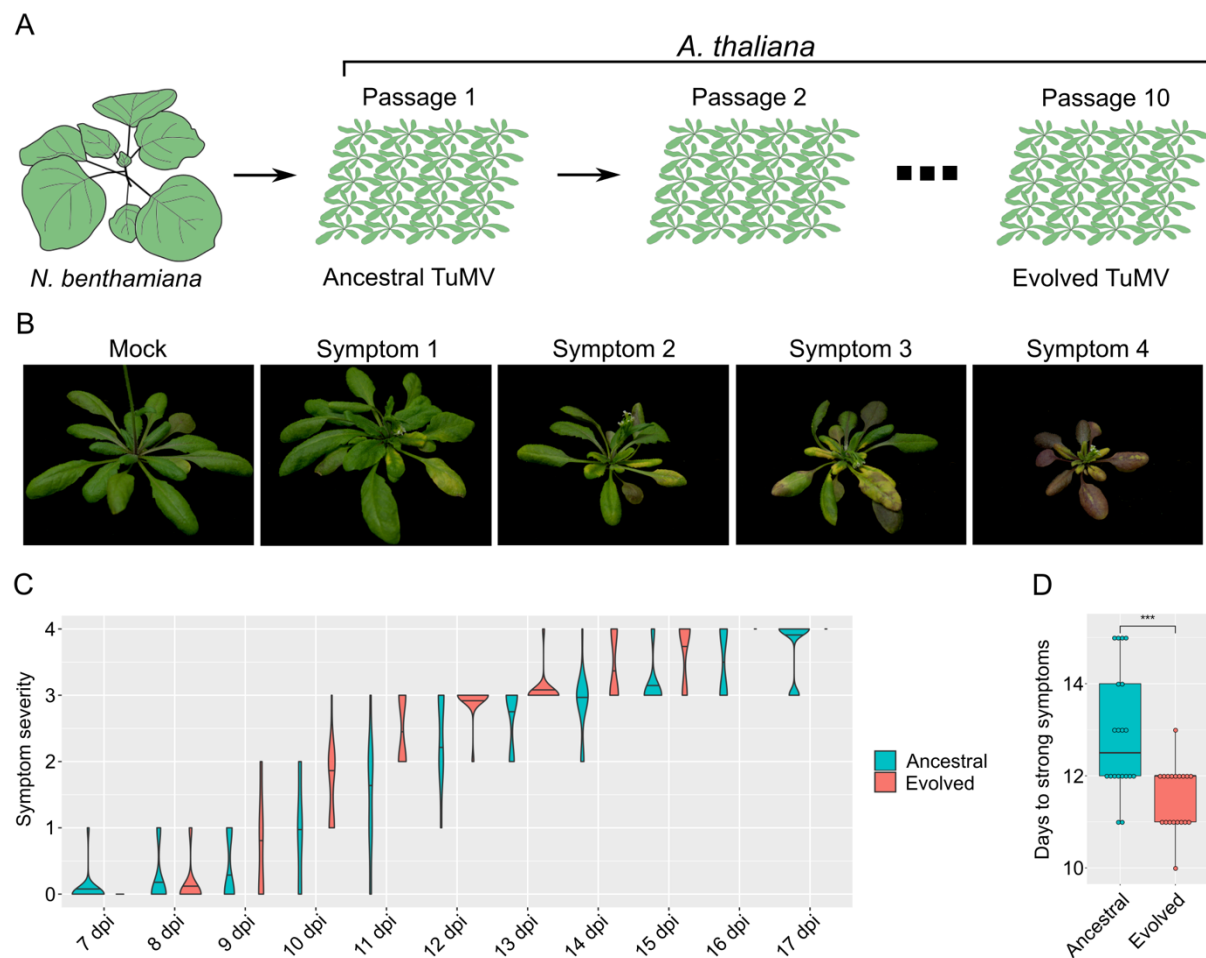 A
A. thaliana
Passage 1
Passage 2
Passage 10
N. benthamiana
Ancestral TuMV
Evolved TuMV
B
Mock
Symptom 1
Symptom 2
Symptom 3
Symptom 4
C
Symptom severity
4
3
2
1
0
7 dpi
8 dpi
9 dpi
10 dpi
11 dpi
12 dpi
13 dpi
14 dpi
15 dpi
16 dpi
17 dpi
Ancestral
Evolved
D
***
Days to strong symptoms
14
12
10
Ancestral
Evolved